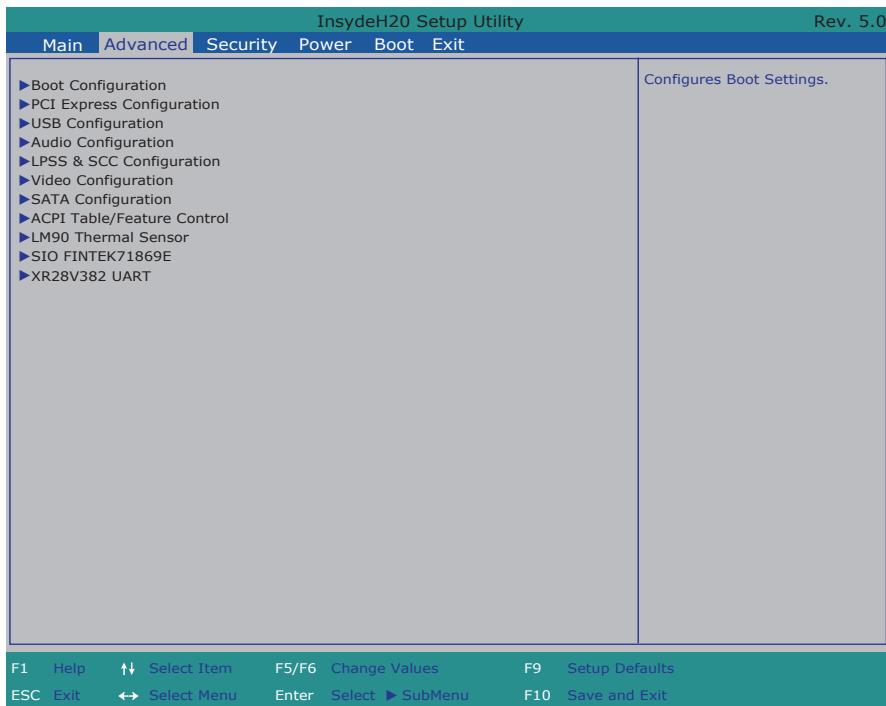 InsydeH20 Setup Utility Rev. 5.0
Main Advanced Security Power Boot Exit
▶Boot Configuration
▶PCI Express Configuration
▶USB Configuration
▶Audio Configuration
▶LPSS & SCC Configuration
▶Video Configuration
▶SATA Configuration
▶ACPI Table/Feature Control
▶LM90 Thermal Sensor
▶SIO FINTEK71869E
▶XR28V382 UART
Configures Boot Settings.
F1 Help ↑↓ Select Item F5/F6 Change Values F9 Setup Defaults
ESC Exit ↔ Select Menu Enter Select ▶ SubMenu F10 Save and Exit